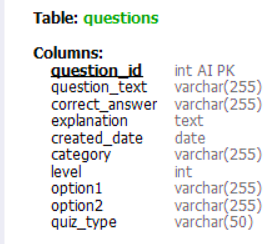 Table: questions
Columns:
question_id int AI PK
question_text varchar(255)
correct_answer varchar(255)
explanation text
created_date date
category varchar(255)
level int
option1 varchar(255)
option2 varchar(255)
quiz_type varchar(50)